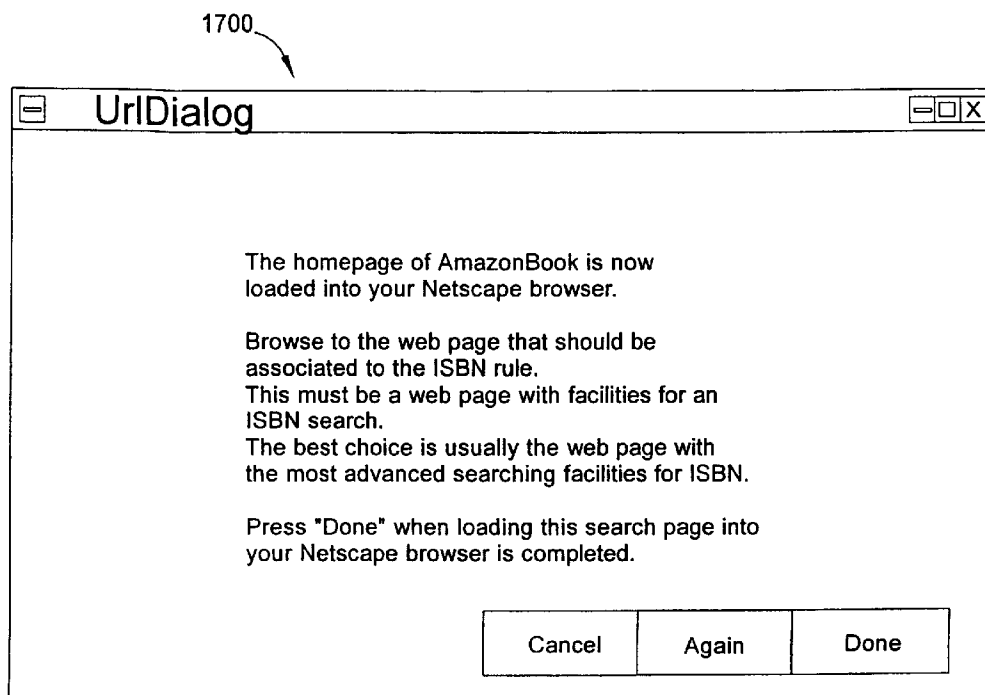 1700
UrlDialog
The homepage of AmazonBook is now
loaded into your Netscape browser.
Browse to the web page that should be
associated to the ISBN rule.
This must be a web page with facilities for an
ISBN search.
The best choice is usually the web page with
the most advanced searching facilities for ISBN.
Press "Done" when loading this search page into
your Netscape browser is completed.
Cancel Again Done